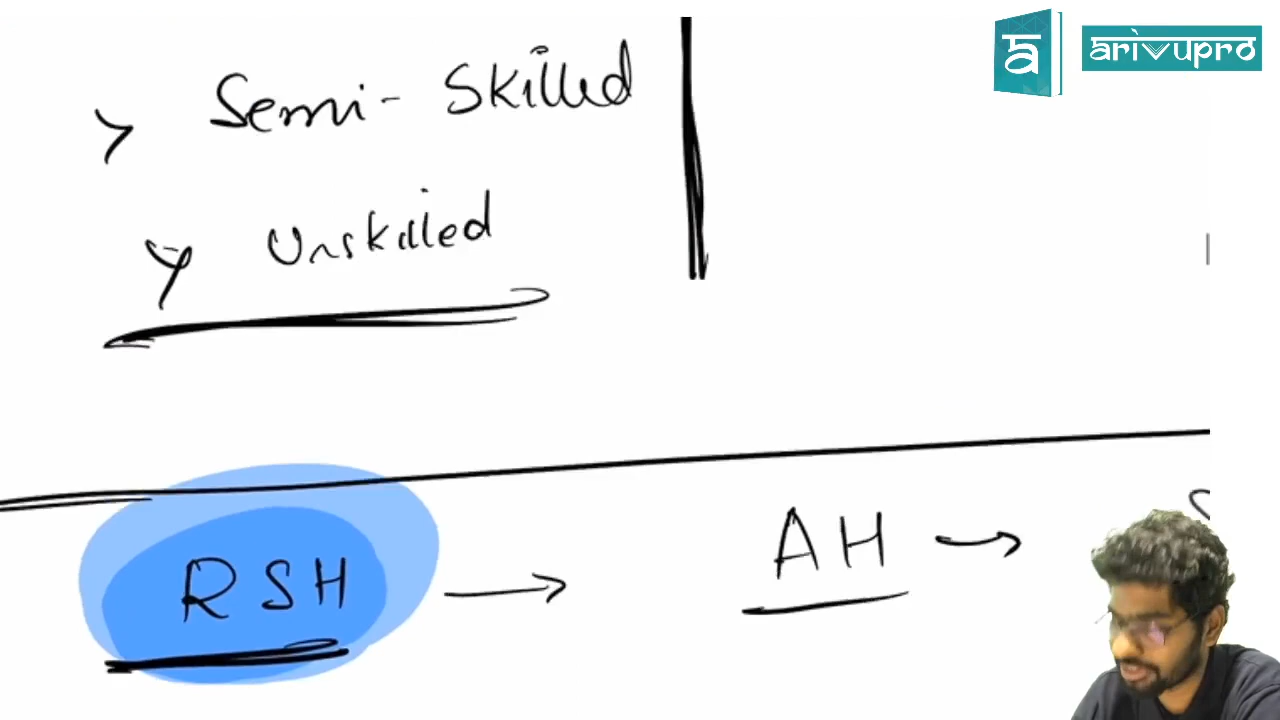 arivupro
> Semi-Skilled
> Unskilled
RSH → AH →